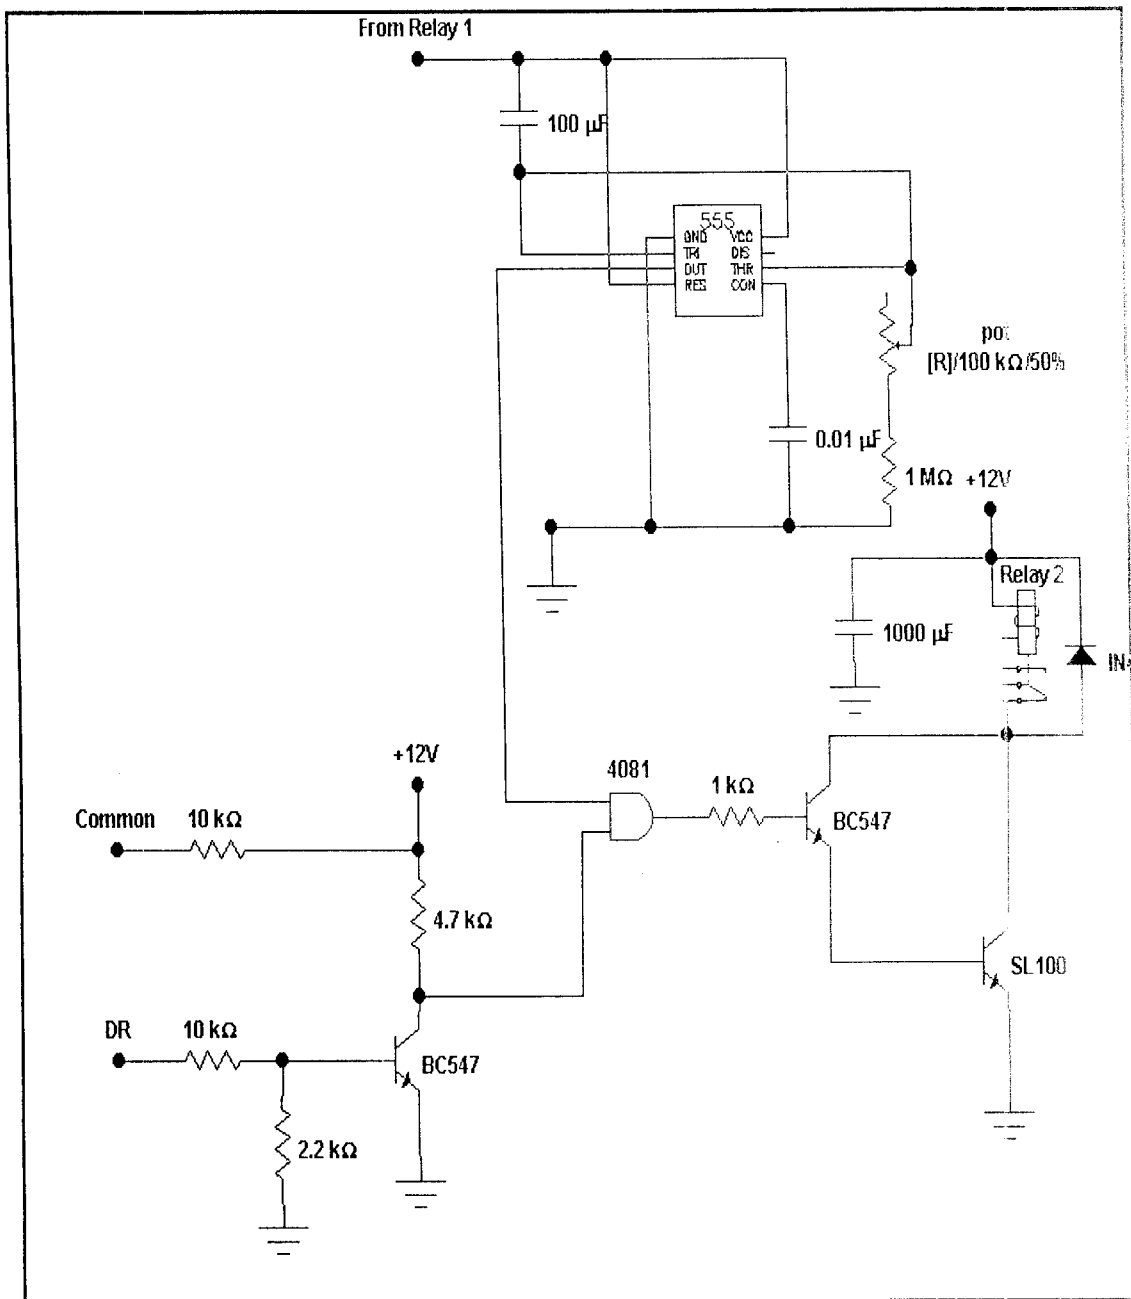 From Relay 1
100 µF
555
GND VCC
TRI DIS
OUT THR
RES CON
[R]/100 kΩ/50%
0.01 µF
1 MΩ
+12V
Relay 2
1000 µF
+12V
4081
1 kΩ
Common
10 kΩ
BC547
4.7 kΩ
SL100
DR
10 kΩ
BC547
2.2 kΩ